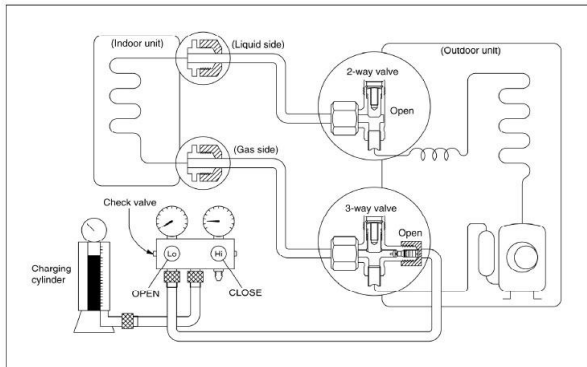 (Indoor unit)
(Liquid side)
(Outdoor unit)
2-way valve
Open
(Gas side)
3-way valve
Open
Check valve
Lo
Hi
Charging
cylinder
OPEN
CLOSE